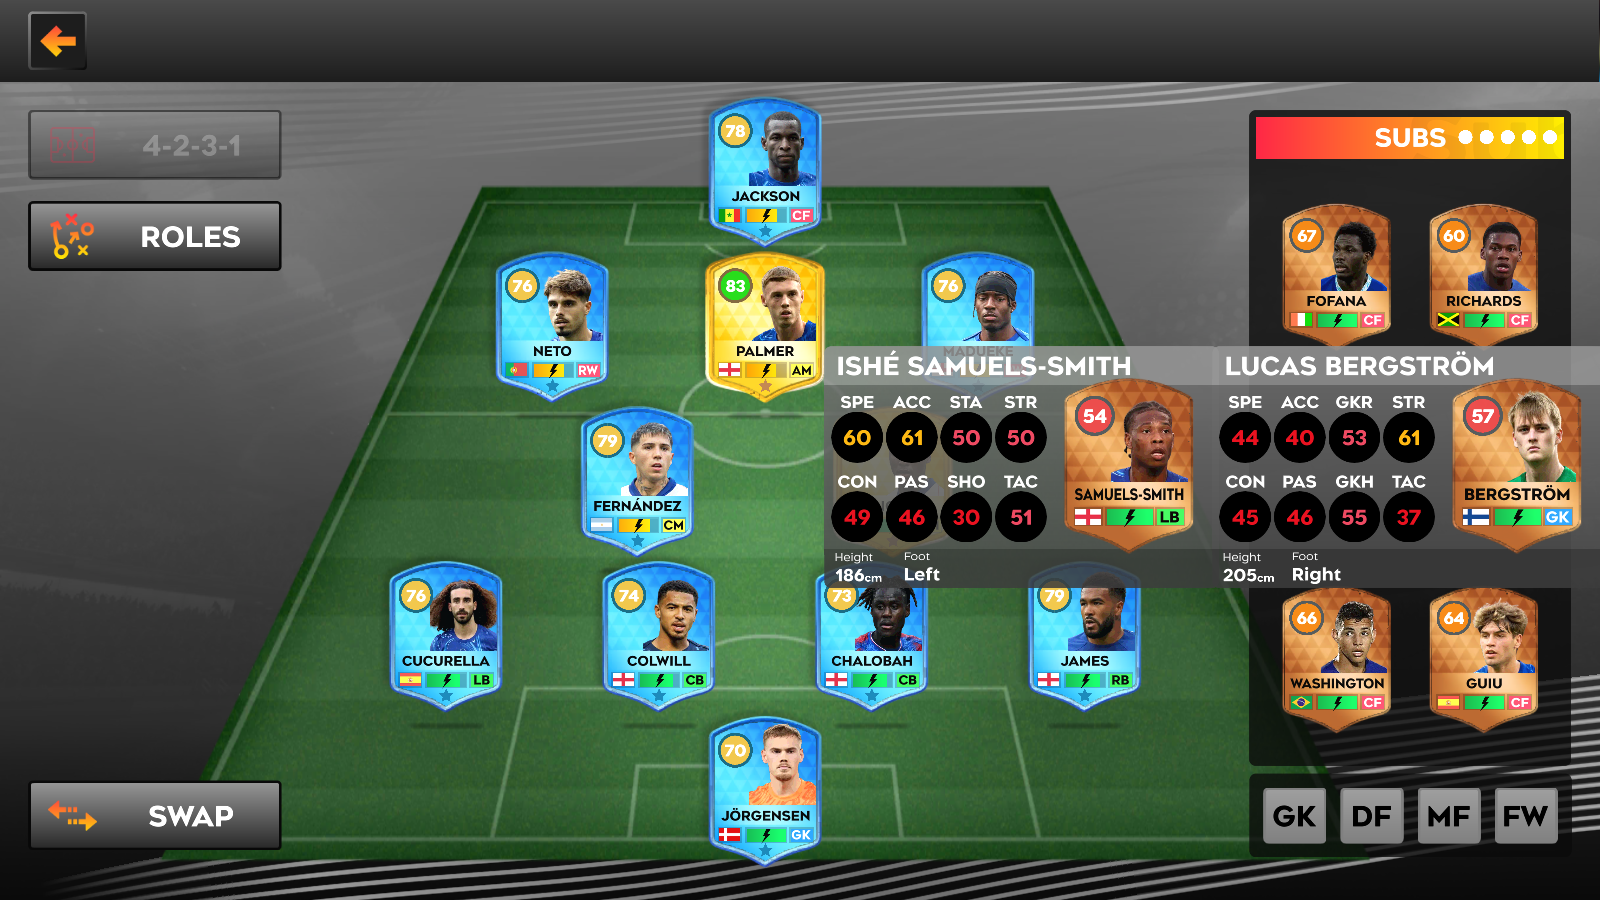 4-2-3-1
ROLES
SWAP
78
JACKSON
CF
76
NETO
RW
83
PALMER
AM
76
MADUEKE
79
FERNÁNDEZ
CM
76
CUCURELLA
LB
74
COLWILL
CB
73
CHALOBAH
CB
79
JAMES
RB
70
JÖRGENSEN
GK
SUBS
67
FOFANA
CF
60
RICHARDS
CF
ISHÉ SAMUELS-SMITH
SPE ACC STA STR
60 61 50 50
CON PAS SHO TAC
49 46 30 51
Height Foot
186cm Left
54
SAMUELS-SMITH
LB
LUCAS BERGSTRÖM
SPE ACC GKR STR
44 40 53 61
CON PAS GKH TAC
45 46 55 37
Height Foot
205cm Right
57
BERGSTRÖM
GK
66
WASHINGTON
CF
64
GUIU
CF
GK DF MF FW